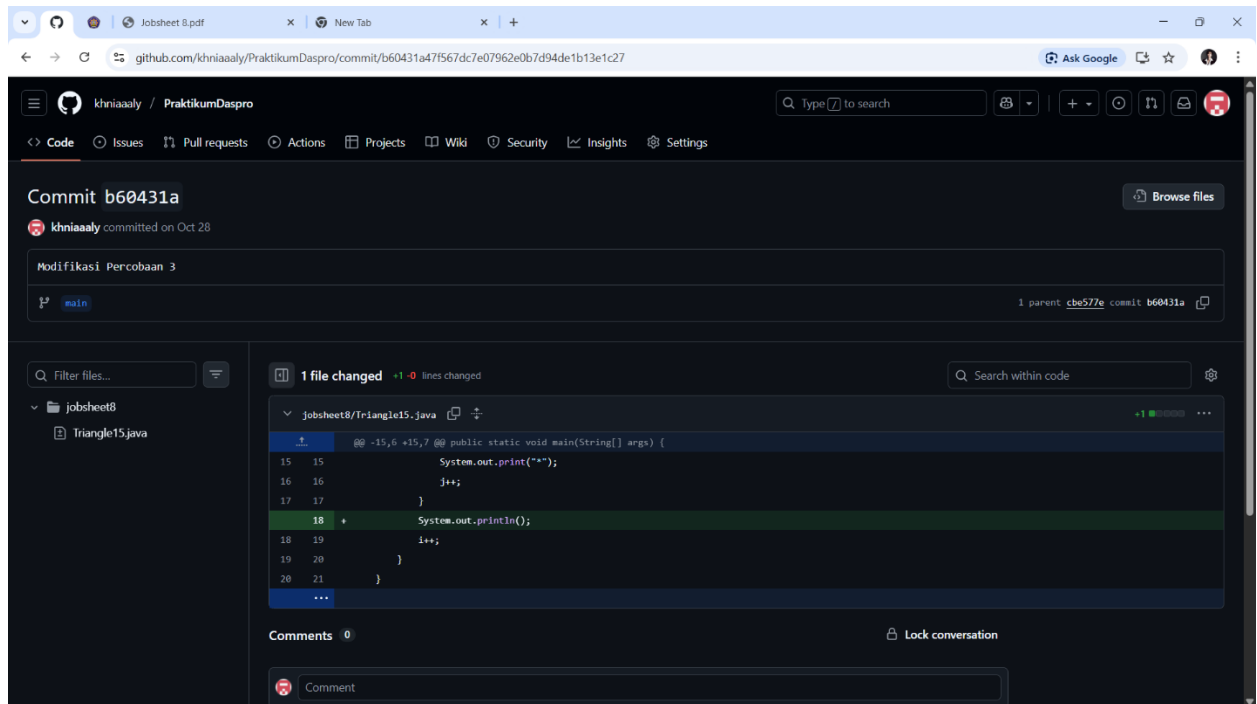 Jobsheet 8.pdf
New Tab
github.com/khniaaaly/PraktikumDaspro/commit/b60431a47f567dc7e07962e0b7d94de1b13e1c27
Ask Google
khniaaaly / PraktikumDaspro
Type / to search
Code Issues Pull requests Actions Projects Wiki Security Insights Settings
Commit b60431a
Browse files
khniaaaly committed on Oct 28
Modifikasi Percobaan 3
main
1 parent cbe577e commit b60431a
Filter files...
1 file changed +1 -0 lines changed
Search within code
jobsheet8
Triangle15.java
jobsheet8/Triangle15.java
+1
@@ -15,6 +15,7 @@ public static void main(String[] args) {
15 15 System.out.print("*");
16 16 j++;
17 17 }
18 + System.out.println();
18 19 i++;
19 20 }
20 21 }
Comments 0
Lock conversation
Comment